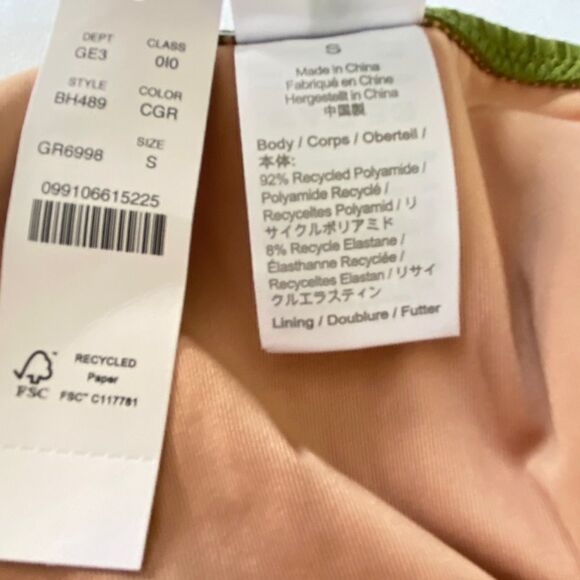 DEPT CLASS
GE3 0I0
STYLE COLOR
BH489 CGR
SIZE
GR6998 S
099106615225
RECYCLED
Paper
FSC FSC™ C117781
S
Made in China
Fabriqué en Chine
Hergestellt in China
中国製
Body / Corps / Oberteil /
本体:
92% Recycled Polyamide /
Polyamide Recyclé /
Recyceltes Polyamid / リ
サイクルポリアミド
8% Recycle Elastane /
Élasthanne Recyclée /
Recyceltes Elastan / リサイ
クルエラスティン
Lining / Doublure / Futter